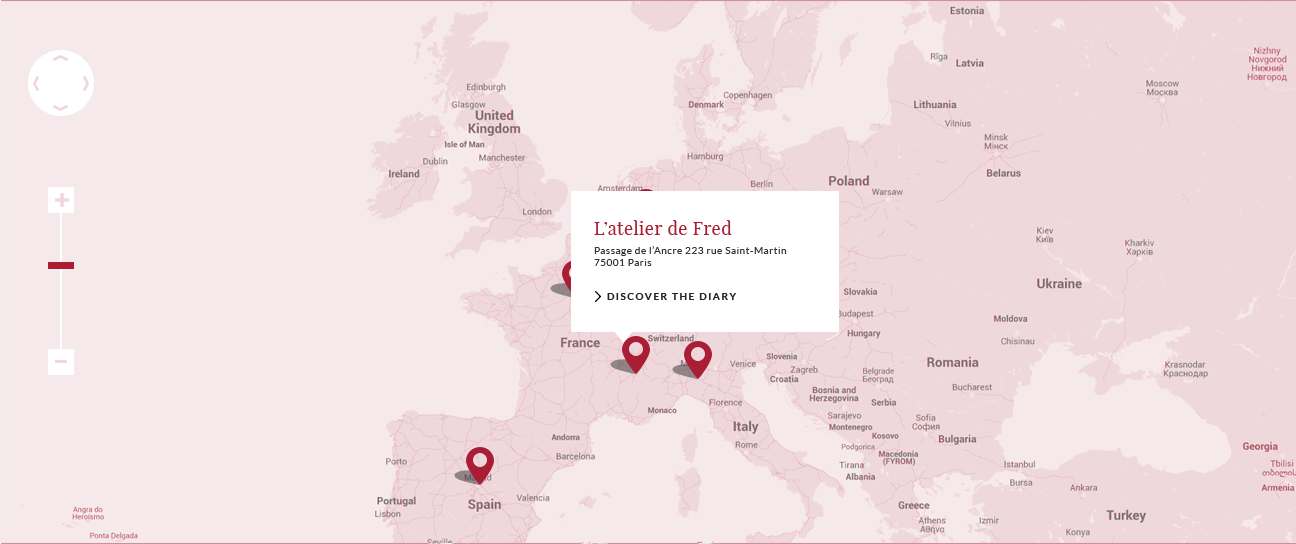 Estonia
Nizhny
Novgorod
Нижний
Новгород
Rīga
Latvia
Moscow
Москва
Edinburgh
Glasgow
United
Kingdom
Denmark
Copenhagen
Lithuania
Vilnius
Isle of Man
Dublin
Manchester
Ireland
Hamburg
Minsk
Мінск
Belarus
Amsterdam
Berlin
Poland
Warsaw
London
L'atelier de Fred
Passage de l'Ancre 223 rue Saint-Martin
75001 Paris
DISCOVER THE DIARY
Kiev
Київ
Kharkiv
Харків
Ukraine
Slovakia
Budapest
Moldova
Hungary
Chisinau
France
Switzerland
Slovenia
Venice
Zagreb
Croatia
Romania
Belgrade
Београд
Bucharest
Krasnodar
Краснодар
Bosnia and
Herzegovina
Serbia
Monaco
Florence
Sarajevo
Montenegro
Sofia
София
Italy
Kosovo
Bulgaria
Andorra
Rome
Podgorica
Georgia
Barcelona
Macedonia
(FYROM)
Porto
Tirana
Albania
Istanbul
Tbilisi
თბილის
Bursa
Ankara
Armenia
Madrid
Valencia
Portugal
Spain
Lisbon
Greece
Athens
Αθήνα
Izmir
Turkey
Konya
Angra do
Heroísmo
Ponta Delgada
Seville